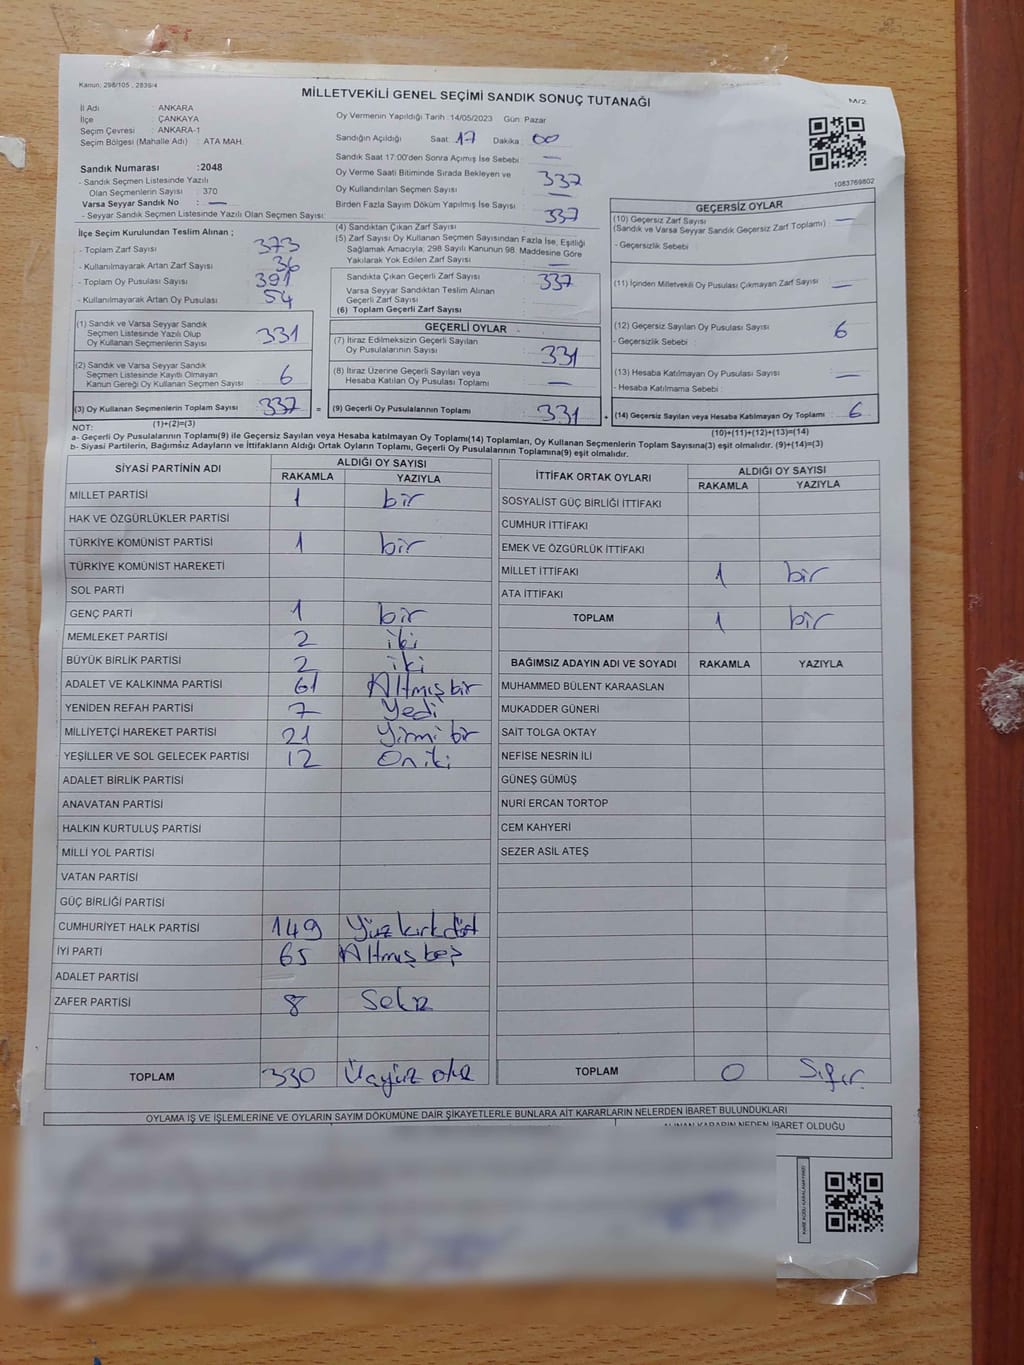 Kanun; 298/105 , 2839/4
MİLLETVEKİLİ GENEL SEÇİMİ SANDIK SONUÇ TUTANAĞI
M/2
İl Adı : ANKARA
İlçe : ÇANKAYA
Seçim Çevresi : ANKARA-1
Seçim Bölgesi (Mahalle Adı) : ATA MAH.
Sandık Numarası :2048
- Sandık Seçmen Listesinde Yazılı
Olan Seçmenlerin Sayısı : 370
Varsa Seyyar Sandık No : —
- Seyyar Sandık Seçmen Listesinde Yazılı Olan Seçmen Sayısı:
İlçe Seçim Kurulundan Teslim Alınan ;
- Toplam Zarf Sayısı 373
- Kullanılmayarak Artan Zarf Sayısı 36
- Toplam Oy Pusulası Sayısı 391
- Kullanılmayarak Artan Oy Pusulası 54
(1) Sandık ve Varsa Seyyar Sandık
Seçmen Listesinde Yazılı Olup
Oy Kullanan Seçmenlerin Sayısı 331
(2) Sandık ve Varsa Seyyar Sandık
Seçmen Listesinde Kayıtlı Olmayan
Kanun Gereği Oy Kullanan Seçmen Sayısı 6
(3) Oy Kullanan Seçmenlerin Toplam Sayısı 337 =
(1)+(2)=(3)
Oy Vermenin Yapıldığı Tarih : 14/05/2023 Gün: Pazar
Sandığın Açıldığı Saat: 17 Dakika : 00
Sandık Saat 17:00'den Sonra Açımış İse Sebebi : —
Oy Verme Saati Bitiminde Sırada Bekleyen ve
Oy Kullandırılan Seçmen Sayısı : 337
Birden Fazla Sayım Döküm Yapılmış İse Sayısı : —
(4) Sandıktan Çıkan Zarf Sayısı 337
(5) Zarf Sayısı Oy Kullanan Seçmen Sayısından Fazla İse, Eşitliği
Sağlamak Amacıyla, 298 Sayılı Kanunun 98. Maddesine Göre
Yakılarak Yok Edilen Zarf Sayısı —
Sandıkta Çıkan Geçerli Zarf Sayısı 337
Varsa Seyyar Sandıktan Teslim Alınan
Geçerli Zarf Sayısı
(6) Toplam Geçerli Zarf Sayısı
GEÇERLİ OYLAR
(7) İtiraz Edilmeksizin Geçerli Sayılan
Oy Pusulalarının Sayısı : 331
(8) İtiraz Üzerine Geçerli Sayılan veya
Hesaba Katılan Oy Pusulası Toplamı : —
(9) Geçerli Oy Pusulalarının Toplamı : 331 +
1083769802
GEÇERSİZ OYLAR
(10) Geçersiz Zarf Sayısı —
(Sandık ve Varsa Seyyar Sandık Geçersiz Zarf Toplamı) :
- Geçersizlik Sebebi :
(11) İçinden Milletvekili Oy Pusulası Çıkmayan Zarf Sayısı : —
(12) Geçersiz Sayılan Oy Pusulası Sayısı : 6
- Geçersizlik Sebebi :
(13) Hesaba Katılmayan Oy Pusulası Sayısı : —
- Hesaba Katılmama Sebebi :
(14) Geçersiz Sayılan veya Hesaba Katılmayan Oy Toplamı : 6
(10)+(11)+(12)+(13)=(14)
NOT:
a- Geçerli Oy Pusulalarının Toplamı(9) ile Geçersiz Sayılan veya Hesaba katılmayan Oy Toplamı(14) Toplamları, Oy Kullanan Seçmenlerin Toplam Sayısına(3) eşit olmalıdır. (9)+(14)=(3)
b- Siyasi Partilerin, Bağımsız Adayların ve İttifakların Aldığı Ortak Oyların Toplamı, Geçerli Oy Pusulalarının Toplamına(9) eşit olmalıdır.
SİYASİ PARTİNİN ADI ALDIĞI OY SAYISI
RAKAMLA YAZIYLA
MİLLET PARTİSİ 1 bir
HAK VE ÖZGÜRLÜKLER PARTİSİ
TÜRKİYE KOMÜNİST PARTİSİ 1 bir
TÜRKİYE KOMÜNİST HAREKETİ
SOL PARTİ
GENÇ PARTİ 1 bir
MEMLEKET PARTİSİ 2 iki
BÜYÜK BİRLİK PARTİSİ 2 iki
ADALET VE KALKINMA PARTİSİ 61 Altmış bir
YENİDEN REFAH PARTİSİ 7 Yedi
MİLLİYETÇİ HAREKET PARTİSİ 21 Yirmi bir
YEŞİLLER VE SOL GELECEK PARTİSİ 12 On iki
ADALET BİRLİK PARTİSİ
ANAVATAN PARTİSİ
HALKIN KURTULUŞ PARTİSİ
MİLLİ YOL PARTİSİ
VATAN PARTİSİ
GÜÇ BİRLİĞİ PARTİSİ
CUMHURİYET HALK PARTİSİ 149 Yüz kırk
İYİ PARTİ 65 Altmış beş
ADALET PARTİSİ
ZAFER PARTİSİ 8 Sekiz
TOPLAM 330 Üçyüz otuz
İTTİFAK ORTAK OYLARI ALDIĞI OY SAYISI
RAKAMLA YAZIYLA
SOSYALİST GÜÇ BİRLİĞİ İTTİFAKI
CUMHUR İTTİFAKI
EMEK VE ÖZGÜRLÜK İTTİFAKI
MİLLET İTTİFAKI 1 bir
ATA İTTİFAKI
TOPLAM 1 bir
BAĞIMSIZ ADAYIN ADI VE SOYADI RAKAMLA YAZIYLA
MUHAMMED BÜLENT KARAASLAN
MUKADDER GÜNERİ
SAİT TOLGA OKTAY
NEFİSE NESRİN İLİ
GÜNEŞ GÜMÜŞ
NURİ ERCAN TORTOP
CEM KAHYERİ
SEZER ASİL ATEŞ
TOPLAM 0 Sıfır
OYLAMA İŞ VE İŞLEMLERİNE VE OYLARIN SAYIM DÖKÜMÜNE DAİR ŞİKAYETLERLE BUNLARA AİT KARARLARIN NELERDEN İBARET BULUNDUKLARI
ALINAN KARARIN NEDEN İBARET OLDUĞU